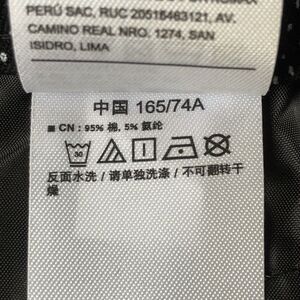 PERÚ SAC, RUC 20515463121, AV.
CAMINO REAL NRO. 1274, SAN
ISIDRO, LIMA
中国 165/74A
■ CN : 95% 棉, 5% 氨纶
30
反面水洗 / 请单独洗涤 / 不可翻转干
燥